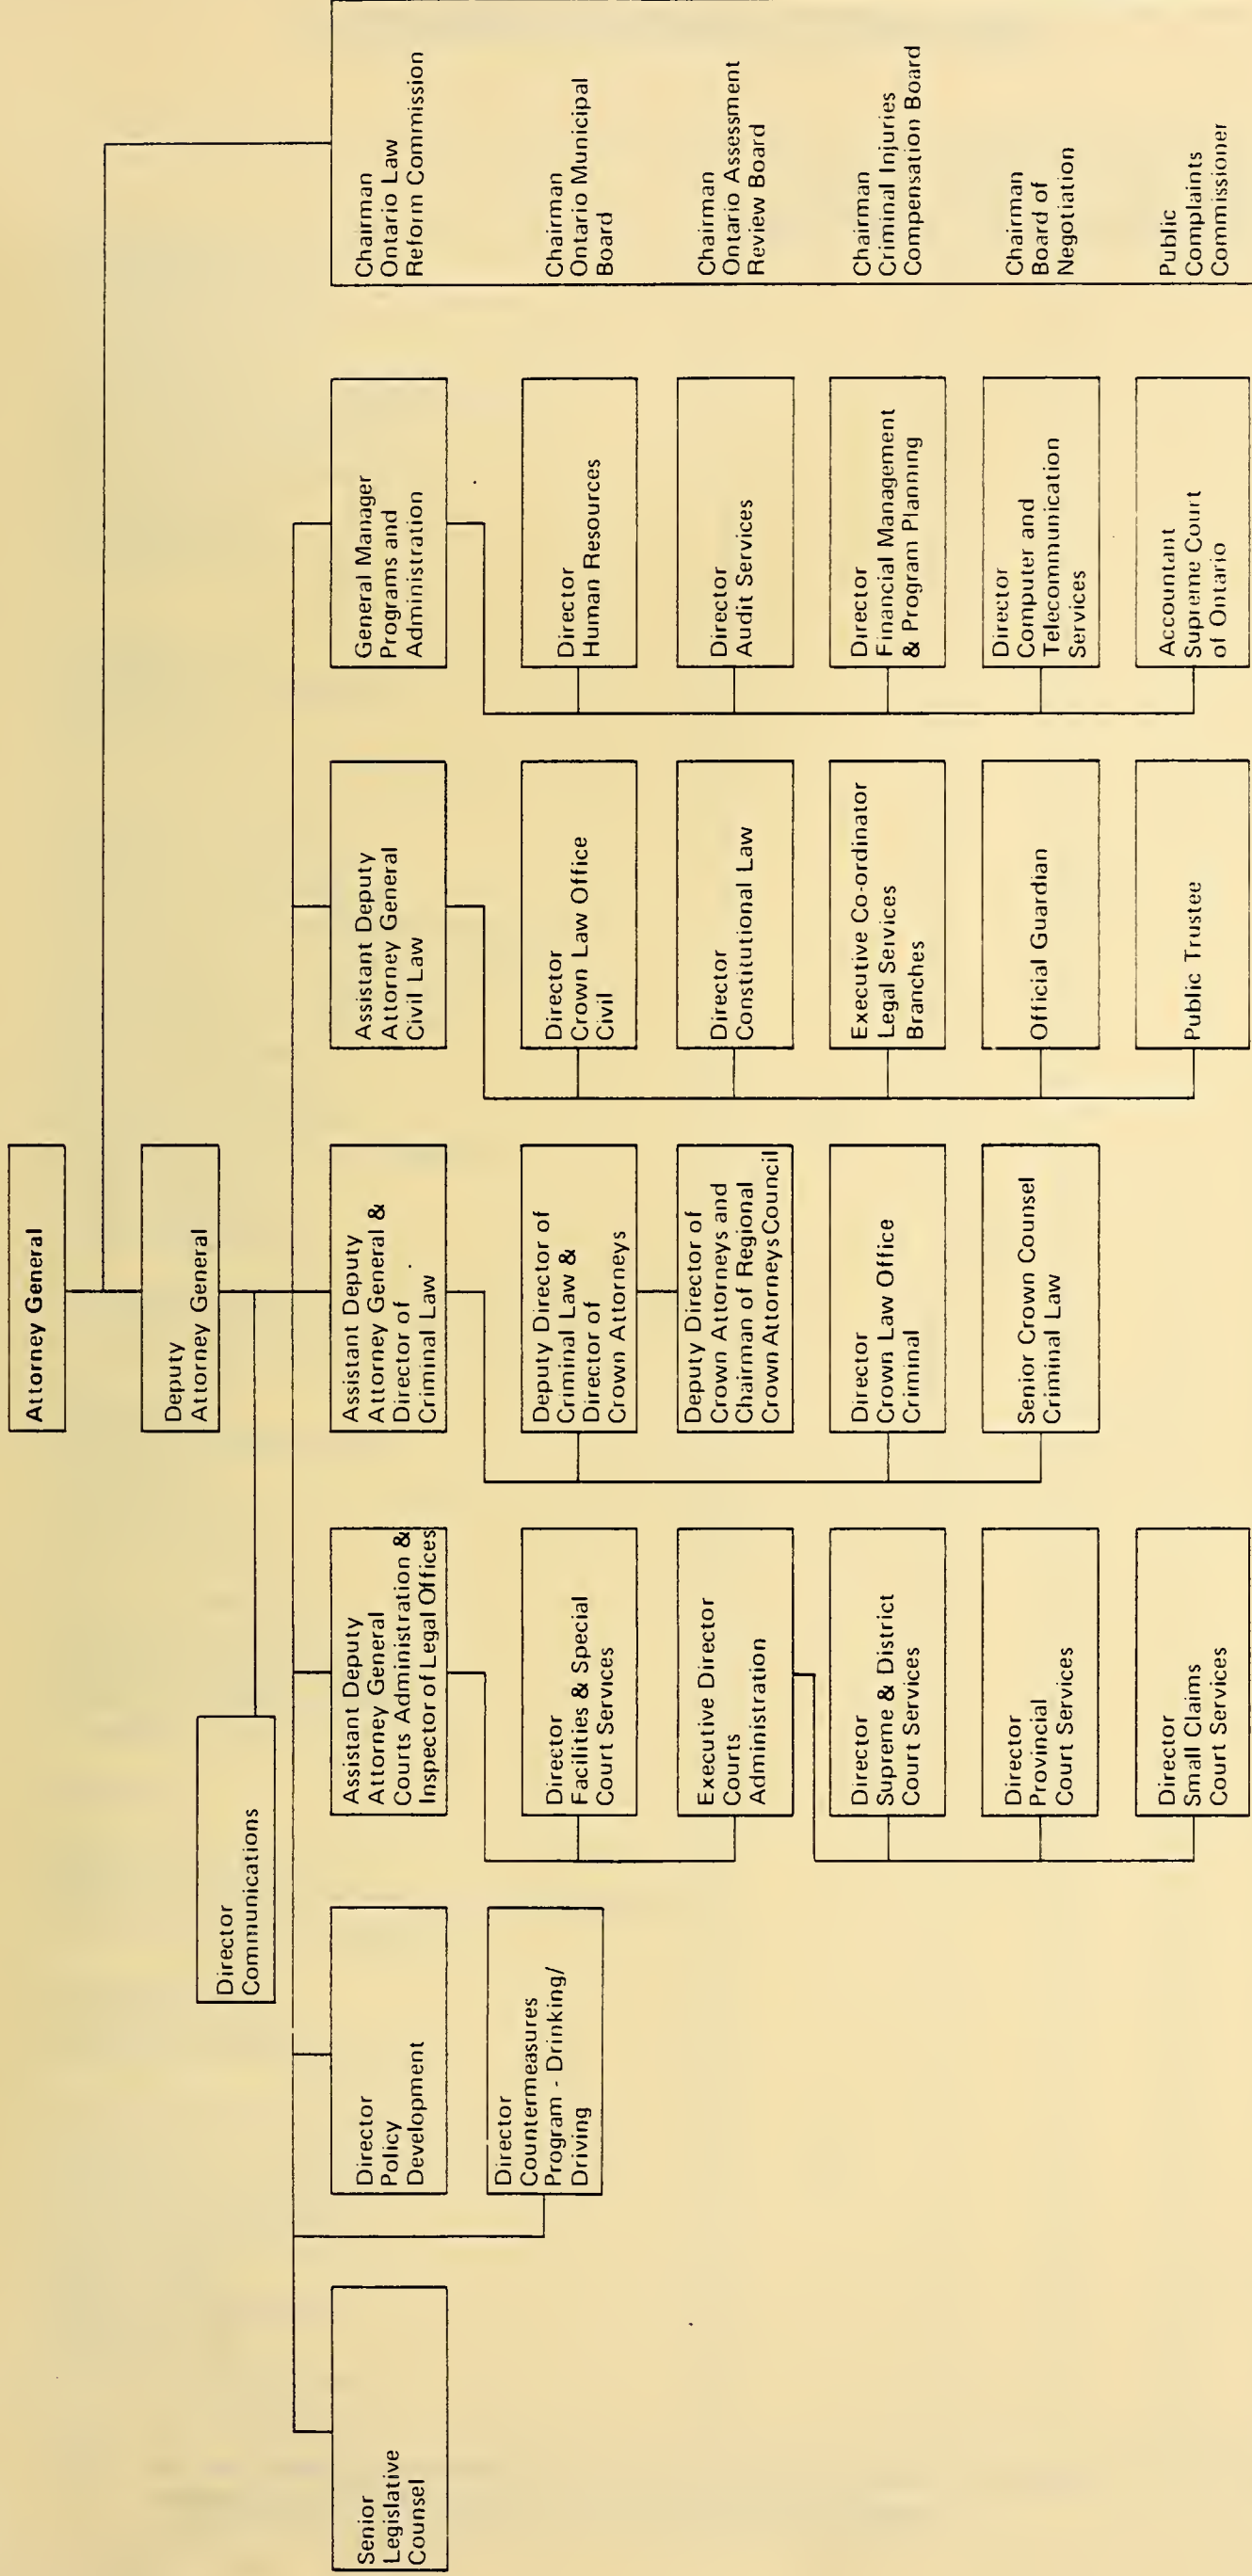 Attorney General
Deputy
Attorney General
Director
Communications
Senior
Legislative
Counsel
Director
Policy
Development
Director
Countermeasures
Program - Drinking/
Driving
Assistant Deputy
Attorney General
Courts Administration &
Inspector of Legal Offices
Director
Facilities & Special
Court Services
Executive Director
Courts
Administration
Director
Supreme & District
Court Services
Director
Provincial
Court Services
Director
Small Claims
Court Services
Assistant Deputy
Attorney General &
Director of
Criminal Law
Deputy Director of
Criminal Law &
Director of
Crown Attorneys
Deputy Director of
Crown Attorneys and
Chairman of Regional
Crown Attorneys Council
Director
Crown Law Office
Criminal
Senior Crown Counsel
Criminal Law
Assistant Deputy
Attorney General
Civil Law
Director
Crown Law Office
Civil
Director
Constitutional Law
Executive Co-ordinator
Legal Services
Branches
Official Guardian
Public Trustee
General Manager
Programs and
Administration
Director
Human Resources
Director
Audit Services
Director
Financial Management
& Program Planning
Director
Computer and
Telecommunication
Services
Accountant
Supreme Court
of Ontario
Chairman
Ontario Law
Reform Commission
Chairman
Ontario Municipal
Board
Chairman
Ontario Assessment
Review Board
Chairman
Criminal Injuries
Compensation Board
Chairman
Board of
Negotiation
Public
Complaints
Commissioner